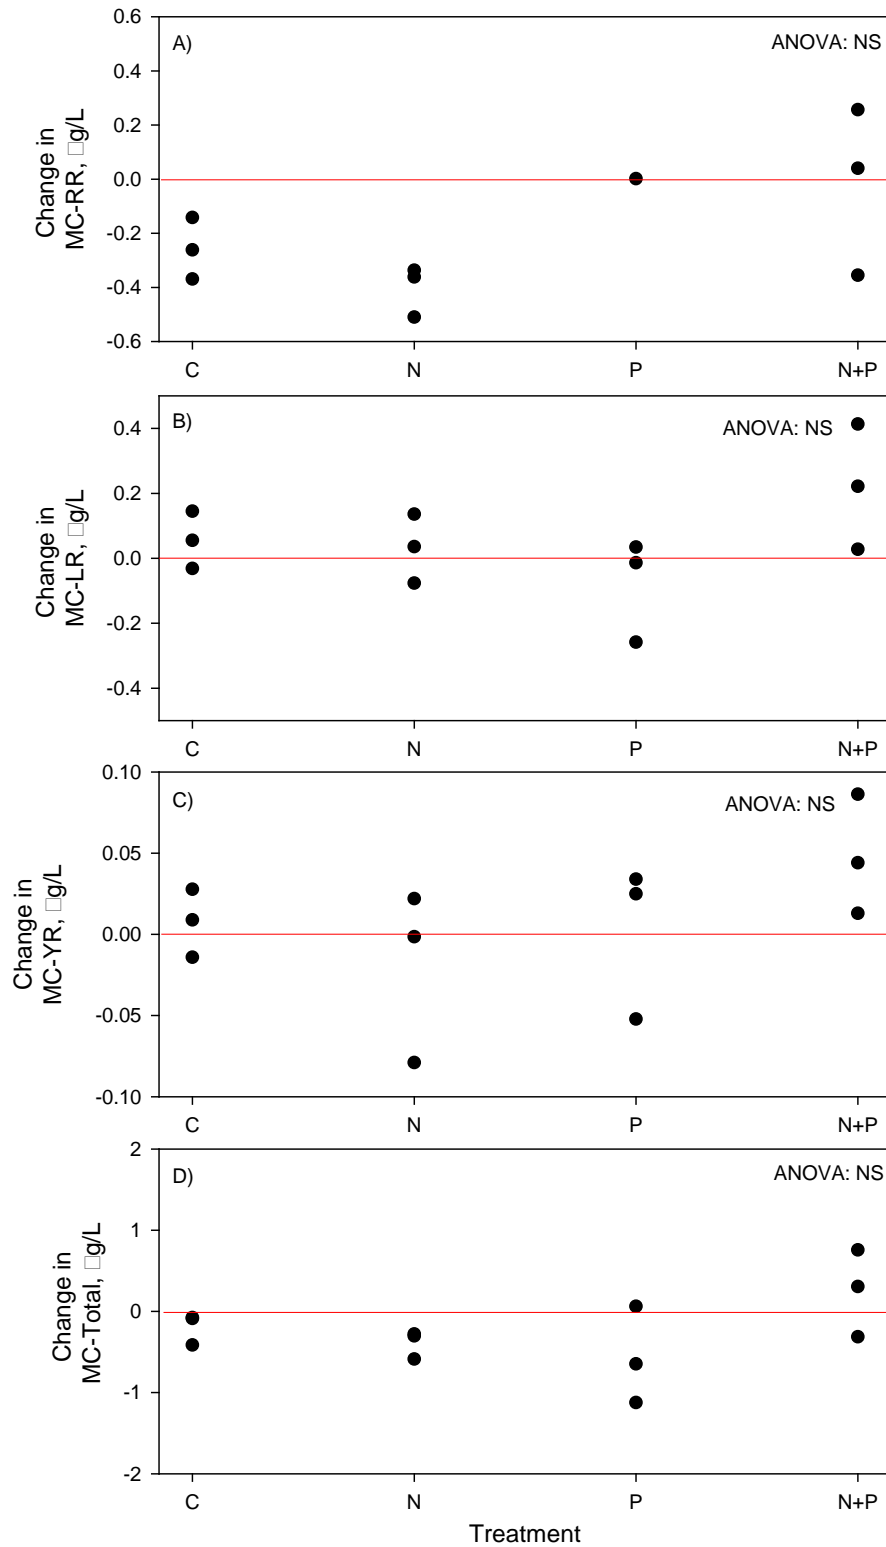 A)
ANOVA: NS
Change in
MC-RR, □g/L
0.6
0.4
0.2
0.0
-0.2
-0.4
-0.6
C N P N+P
B)
ANOVA: NS
Change in
MC-LR, □g/L
0.4
0.2
0.0
-0.2
-0.4
C N P N+P
C)
ANOVA: NS
Change in
MC-YR, □g/L
0.10
0.05
0.00
-0.05
-0.10
C N P N+P
D)
ANOVA: NS
Change in
MC-Total, □g/L
2
1
0
-1
-2
C N P N+P
Treatment